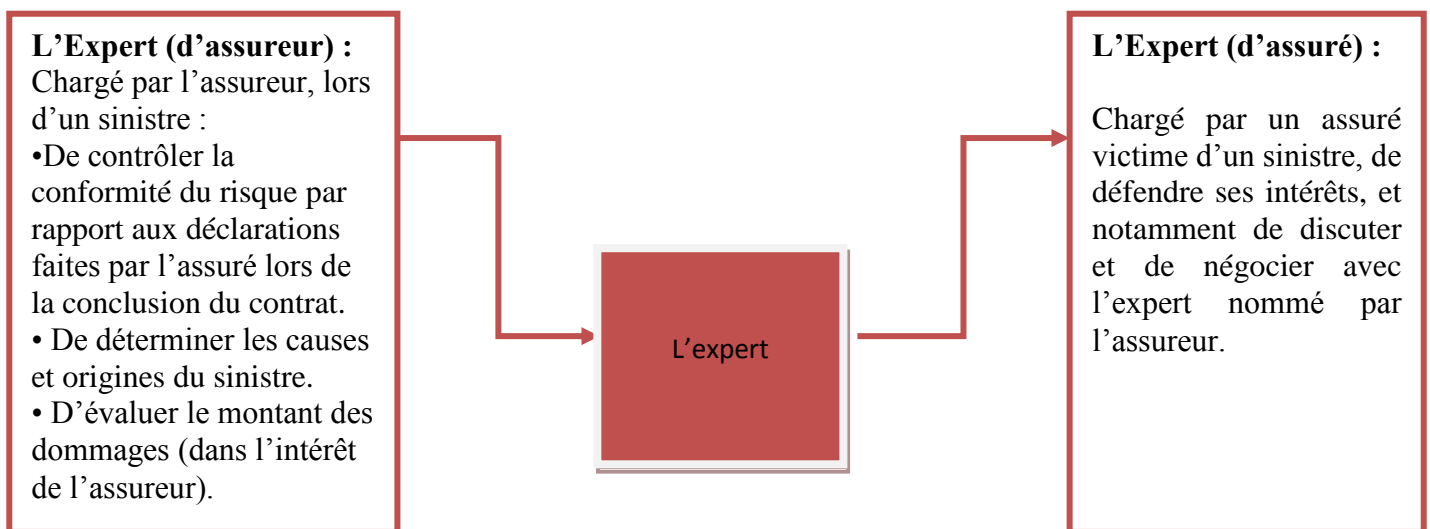 L’Expert (d’assureur) :
Chargé par l’assureur, lors
d’un sinistre :
•De contrôler la
conformité du risque par
rapport aux déclarations
faites par l’assuré lors de
la conclusion du contrat.
• De déterminer les causes
et origines du sinistre.
• D’évaluer le montant des
dommages (dans l’intérêt
de l’assureur).
L’expert
L’Expert (d’assuré) :
Chargé par un assuré
victime d’un sinistre, de
défendre ses intérêts, et
notamment de discuter
et de négocier avec
l’expert nommé par
l’assureur.